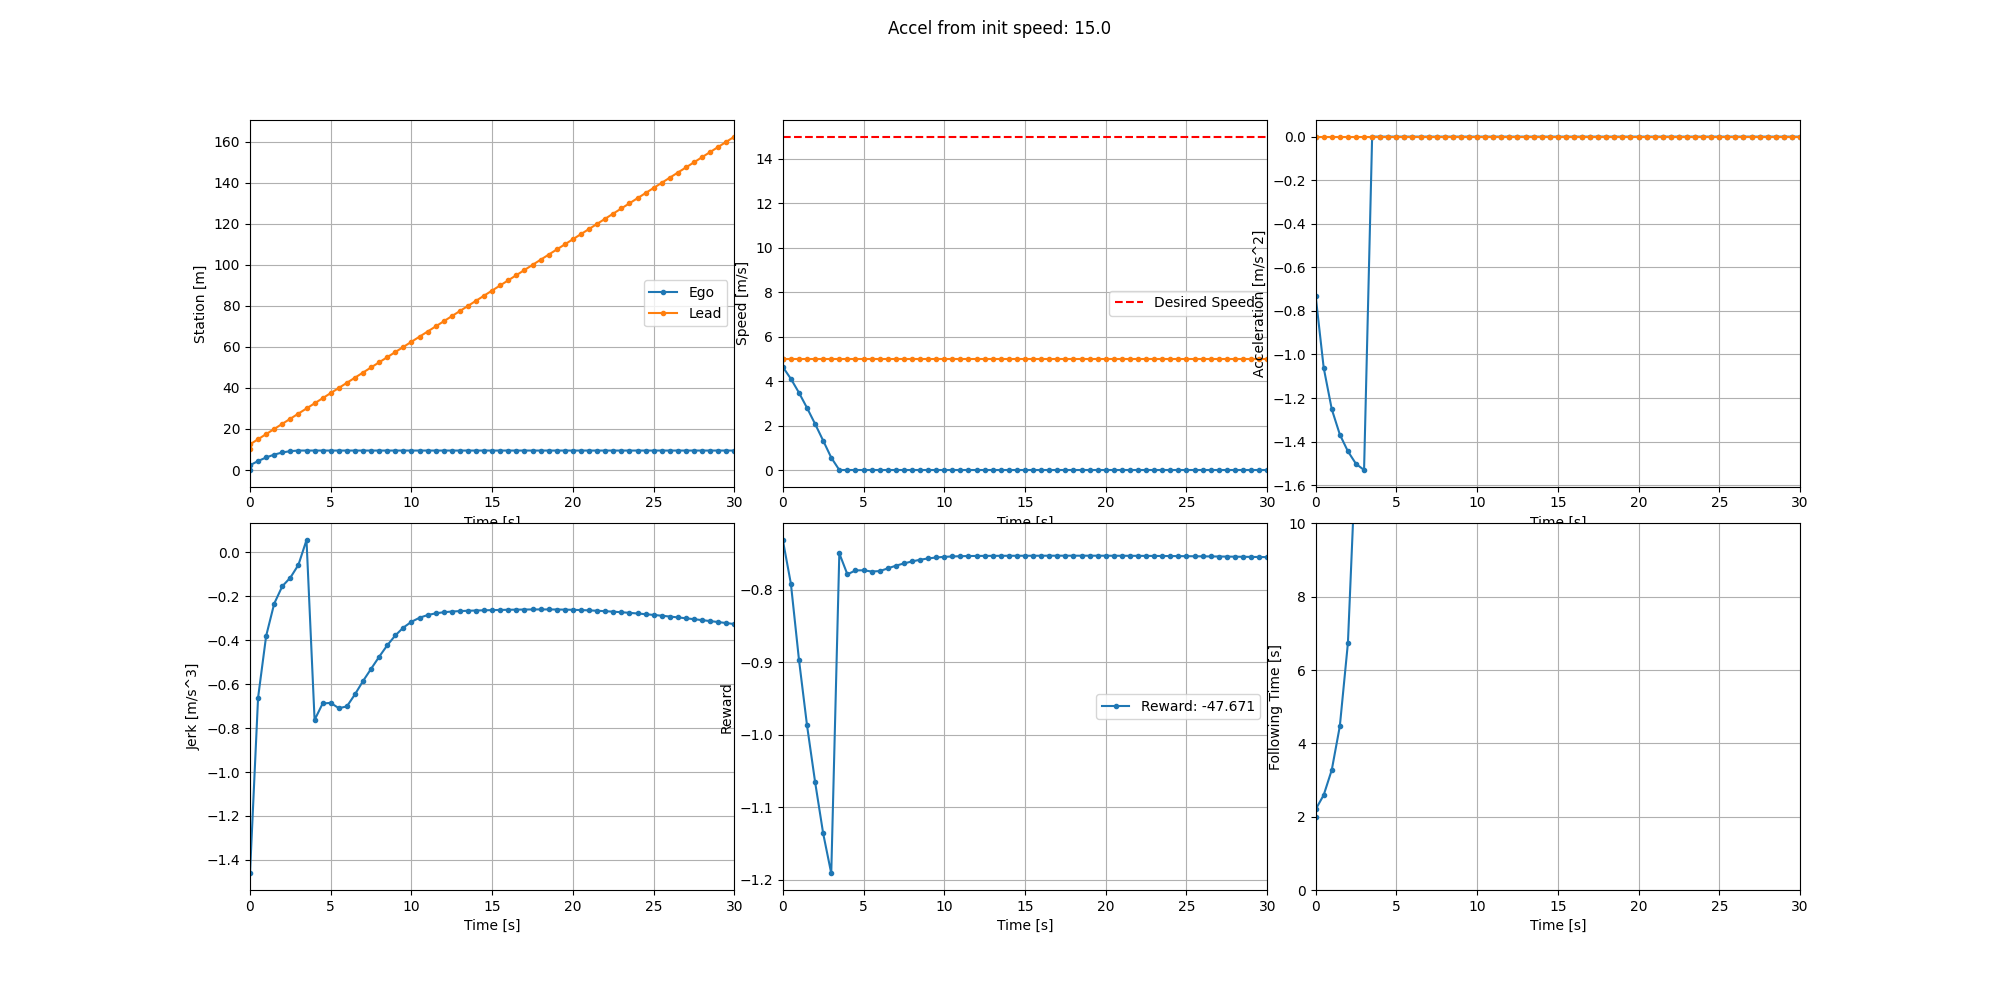 Accel from init speed: 15.0
Station [m]
160
140
120
100
80
60
40
20
0
Ego
Lead
0 5 10 15 20 25 30
Time [s]
Speed [m/s]
14
12
10
8
6
4
2
0
Desired Speed
0 5 10 15 20 25 30
Time [s]
Acceleration [m/s^2]
0.0
−0.2
−0.4
−0.6
−0.8
−1.0
−1.2
−1.4
−1.6
0 5 10 15 20 25 30
Time [s]
Jerk [m/s^3]
0.0
−0.2
−0.4
−0.6
−0.8
−1.0
−1.2
−1.4
0 5 10 15 20 25 30
Time [s]
Reward
−0.8
−0.9
−1.0
−1.1
−1.2
Reward: -47.671
0 5 10 15 20 25 30
Time [s]
Following Time [s]
10
8
6
4
2
0
0 5 10 15 20 25 30
Time [s]